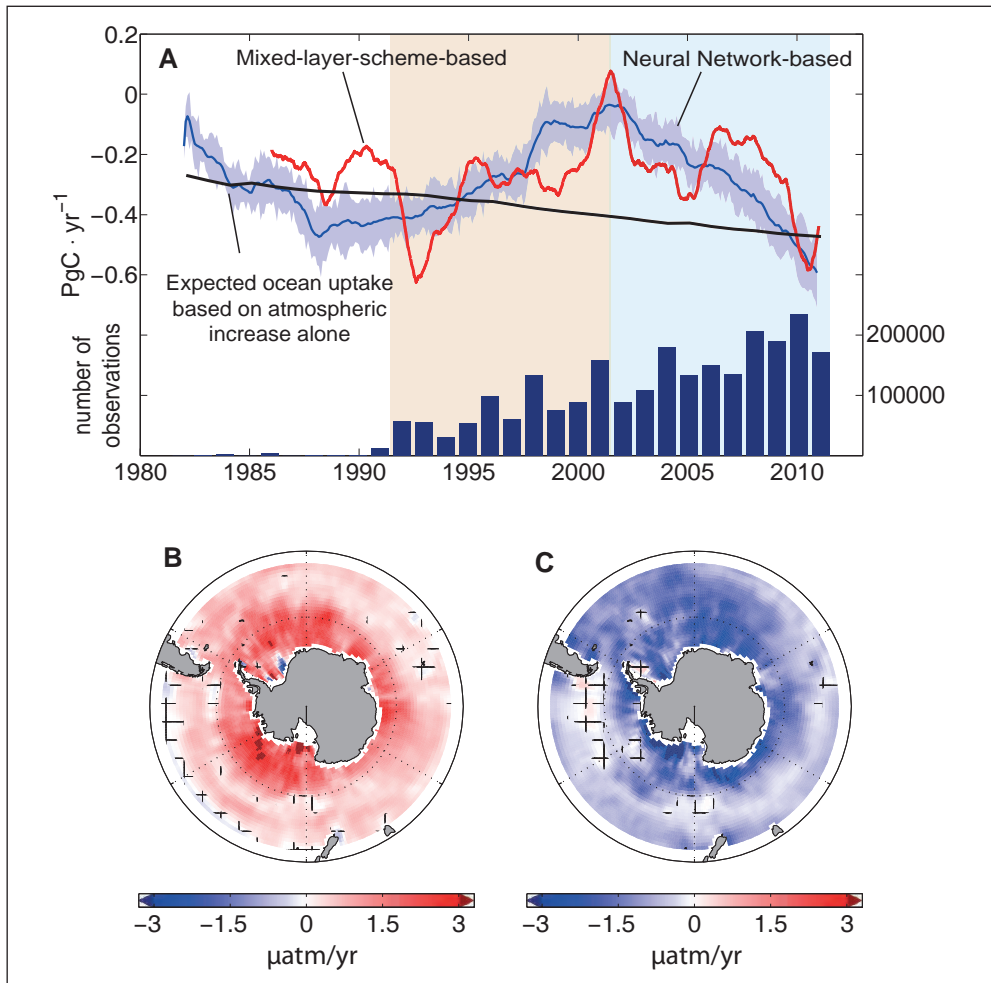 A
Mixed-layer-scheme-based
Neural Network-based
0.2
0
−0.2
−0.4
−0.6
PgC · yr⁻¹
Expected ocean uptake
based on atmospheric
increase alone
number of
observations
200000
100000
1980 1985 1990 1995 2000 2005 2010
B
C
−3 −1.5 0 1.5 3
µatm/yr
−3 −1.5 0 1.5 3
µatm/yr